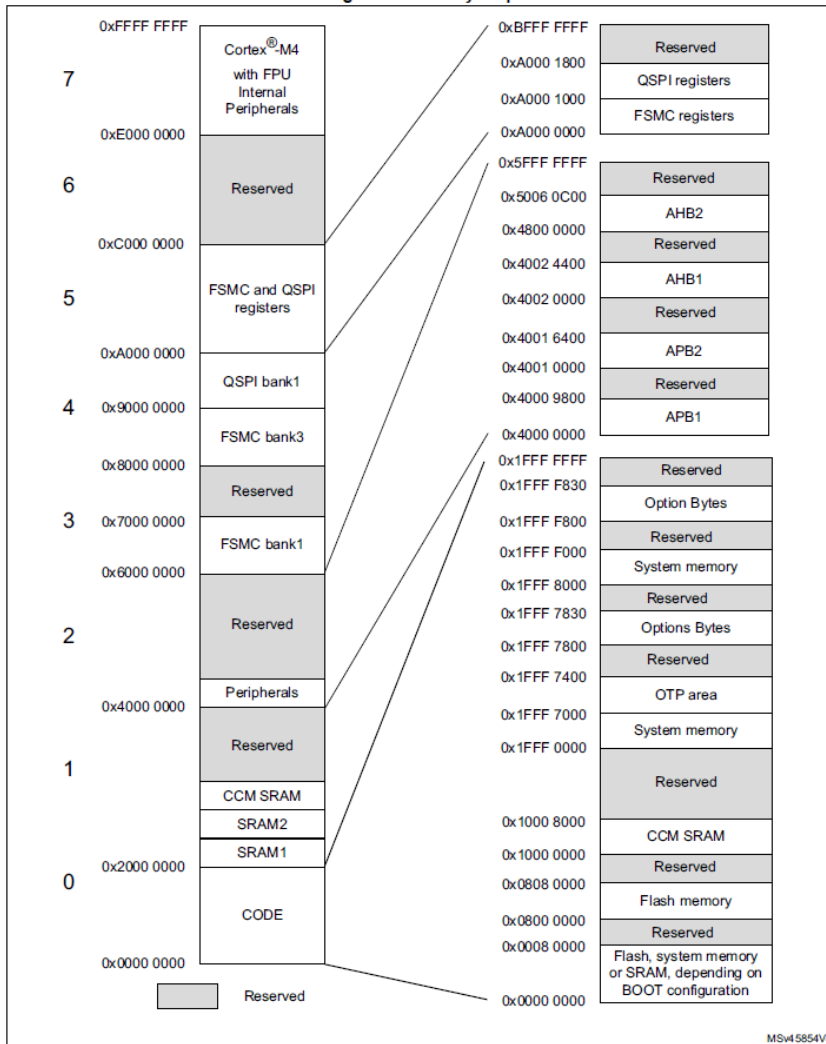 0xFFFF FFFF
Cortex®-M4
with FPU
Internal
Peripherals
7
0xE000 0000
Reserved
6
0xC000 0000
FSMC and QSPI
registers
5
0xA000 0000
QSPI bank1
4
0x9000 0000
FSMC bank3
0x8000 0000
Reserved
3
0x7000 0000
FSMC bank1
0x6000 0000
Reserved
2
Peripherals
0x4000 0000
Reserved
1
CCM SRAM
SRAM2
SRAM1
0x2000 0000
0
CODE
0x0000 0000
Reserved
0xBFFF FFFF
Reserved
0xA000 1800
QSPI registers
0xA000 1000
FSMC registers
0xA000 0000
0x5FFF FFFF
Reserved
0x5006 0C00
AHB2
0x4800 0000
Reserved
0x4002 4400
AHB1
0x4002 0000
Reserved
0x4001 6400
APB2
0x4001 0000
Reserved
0x4000 9800
APB1
0x4000 0000
0x1FFF FFFF
Reserved
0x1FFF F830
Option Bytes
0x1FFF F800
Reserved
0x1FFF F000
System memory
0x1FFF 8000
Reserved
0x1FFF 7830
Options Bytes
0x1FFF 7800
Reserved
0x1FFF 7400
OTP area
0x1FFF 7000
System memory
0x1FFF 0000
Reserved
0x1000 8000
CCM SRAM
0x1000 0000
Reserved
0x0808 0000
Flash memory
0x0800 0000
Reserved
0x0008 0000
Flash, system memory
or SRAM, depending on
BOOT configuration
0x0000 0000